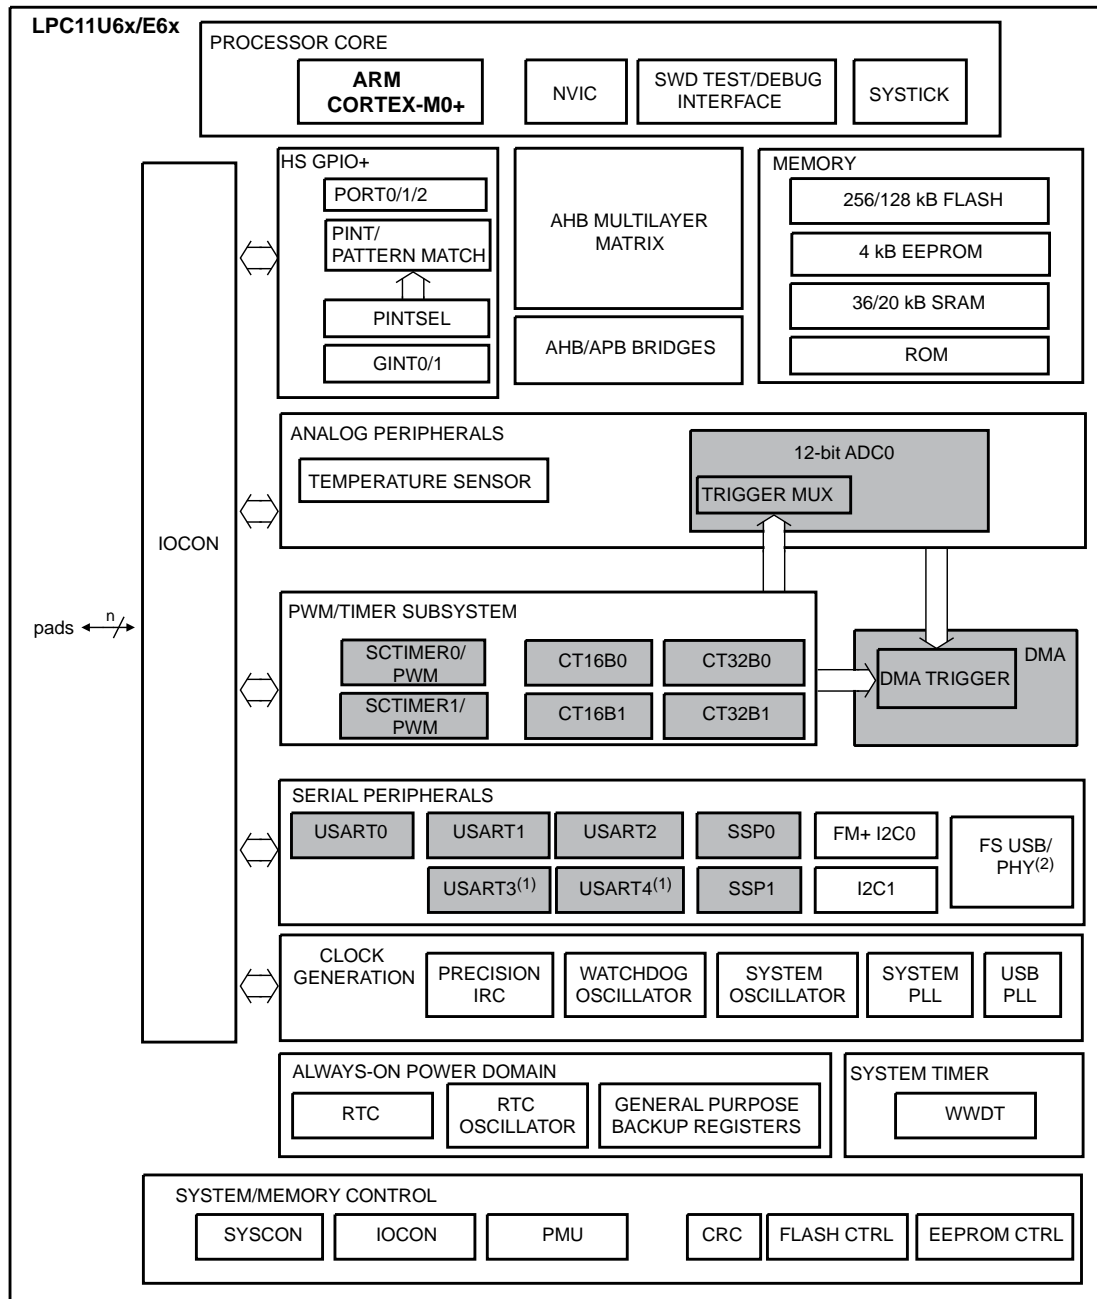 LPC11U6x/E6x
PROCESSOR CORE
ARM
CORTEX-M0+
NVIC
SWD TEST/DEBUG
INTERFACE
SYSTICK
HS GPIO+
PORT0/1/2
PINT/
PATTERN MATCH
PINTSEL
GINT0/1
AHB MULTILAYER
MATRIX
AHB/APB BRIDGES
MEMORY
256/128 kB FLASH
4 kB EEPROM
36/20 kB SRAM
ROM
IOCON
pads
n
ANALOG PERIPHERALS
TEMPERATURE SENSOR
12-bit ADC0
TRIGGER MUX
PWM/TIMER SUBSYSTEM
SCTIMER0/
PWM
CT16B0
CT32B0
SCTIMER1/
PWM
CT16B1
CT32B1
DMA
DMA TRIGGER
SERIAL PERIPHERALS
USART0
USART1
USART2
SSP0
FM+ I2C0
FS USB/
PHY(2)
USART3(1)
USART4(1)
SSP1
I2C1
CLOCK
GENERATION
PRECISION
IRC
WATCHDOG
OSCILLATOR
SYSTEM
OSCILLATOR
SYSTEM
PLL
USB
PLL
ALWAYS-ON POWER DOMAIN
RTC
RTC
OSCILLATOR
GENERAL PURPOSE
BACKUP REGISTERS
SYSTEM TIMER
WWDT
SYSTEM/MEMORY CONTROL
SYSCON
IOCON
PMU
CRC
FLASH CTRL
EEPROM CTRL